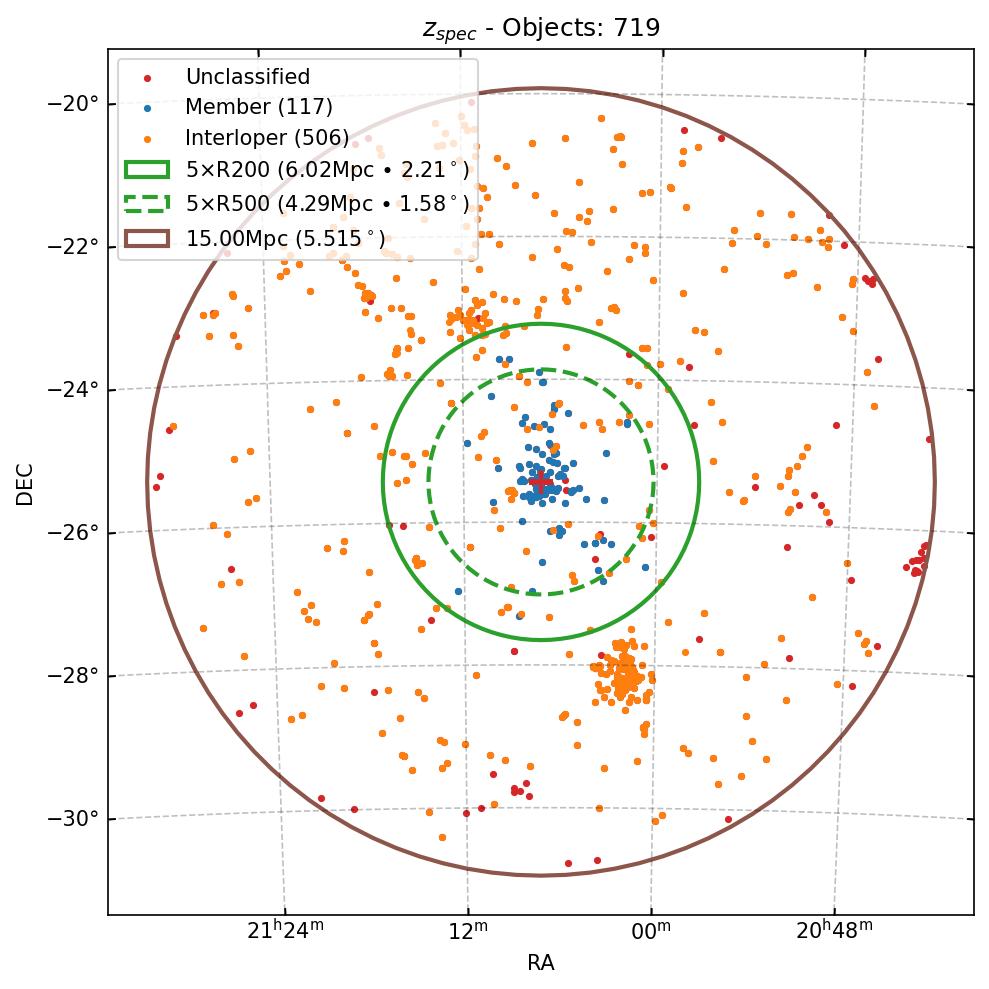 z_spec - Objects: 719
Unclassified
Member (117)
Interloper (506)
5×R200 (6.02Mpc • 2.21°)
5×R500 (4.29Mpc • 1.58°)
15.00Mpc (5.515°)
−20°
−22°
−24°
−26°
−28°
−30°
DEC
21ʰ24ᵐ
12ᵐ
00ᵐ
20ʰ48ᵐ
RA